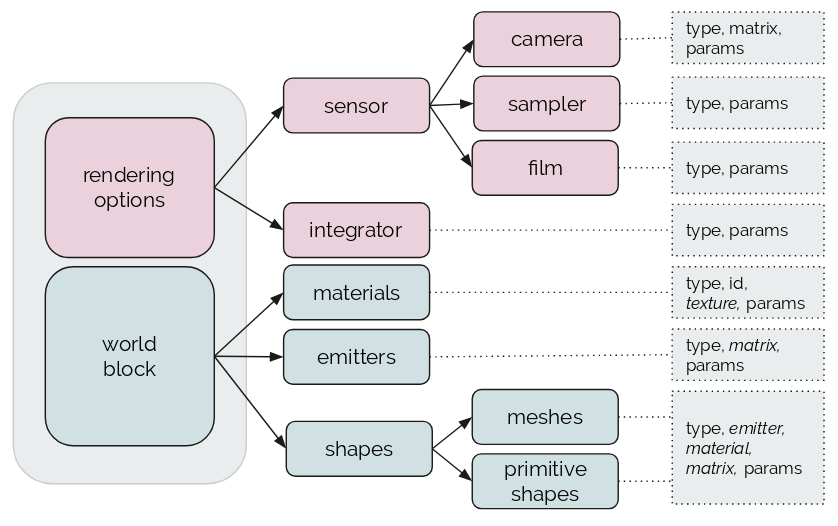 rendering
options
world
block
sensor
integrator
materials
emitters
shapes
camera
sampler
film
meshes
primitive
shapes
type, matrix,
params
type, params
type, params
type, params
type, id,
texture, params
type, matrix,
params
type, emitter,
material,
matrix, params